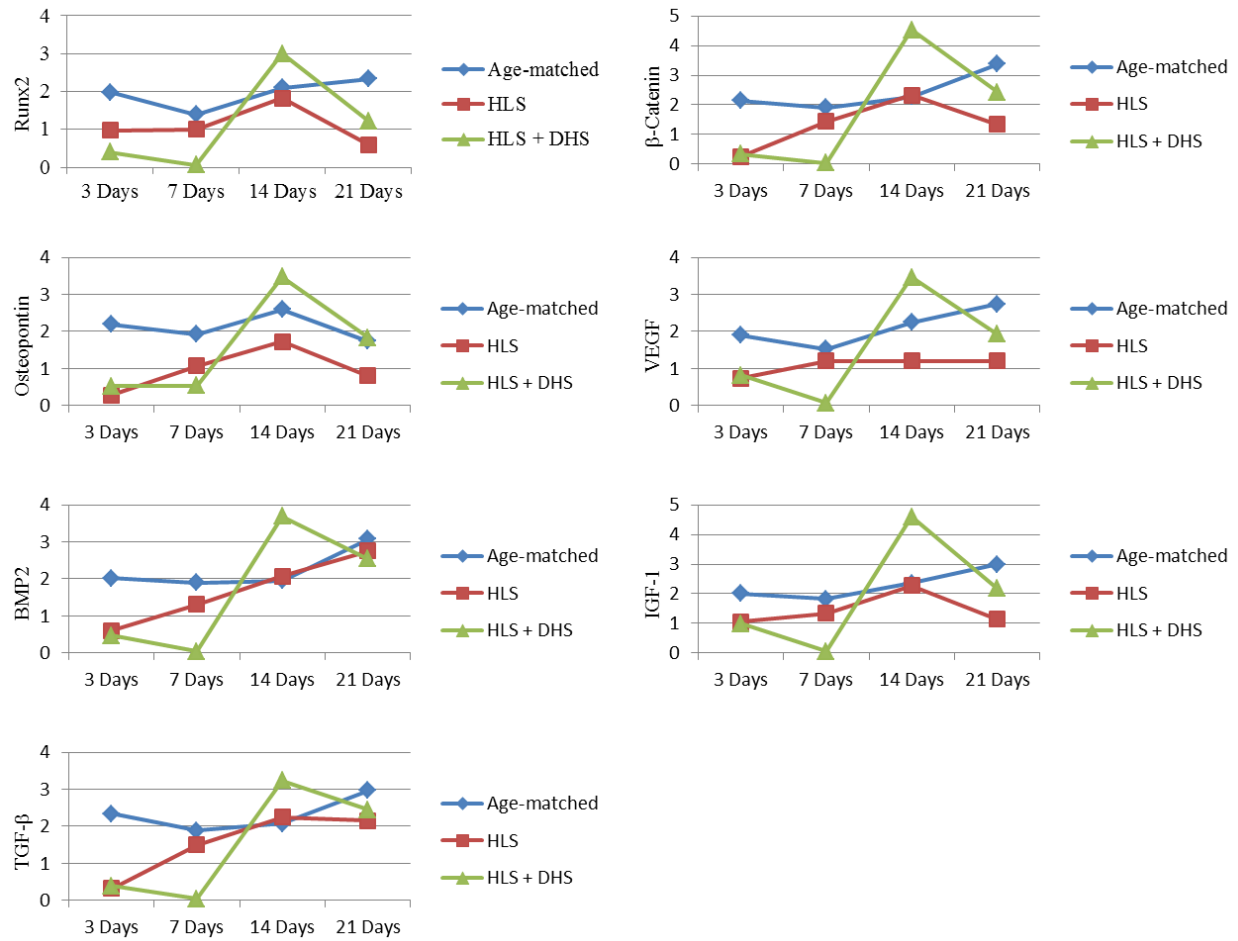 Runx2
4
3
2
1
0
3 Days 7 Days 14 Days 21 Days
Age-matched
HLS
HLS + DHS
β-Catenin
5
4
3
2
1
0
3 Days 7 Days 14 Days 21 Days
Age-matched
HLS
HLS + DHS
Osteopontin
4
3
2
1
0
3 Days 7 Days 14 Days 21 Days
Age-matched
HLS
HLS + DHS
VEGF
4
3
2
1
0
3 Days 7 Days 14 Days 21 Days
Age-matched
HLS
HLS + DHS
BMP2
4
3
2
1
0
3 Days 7 Days 14 Days 21 Days
Age-matched
HLS
HLS + DHS
IGF-1
5
4
3
2
1
0
3 Days 7 Days 14 Days 21 Days
Age-matched
HLS
HLS + DHS
TGF-β
4
3
2
1
0
3 Days 7 Days 14 Days 21 Days
Age-matched
HLS
HLS + DHS